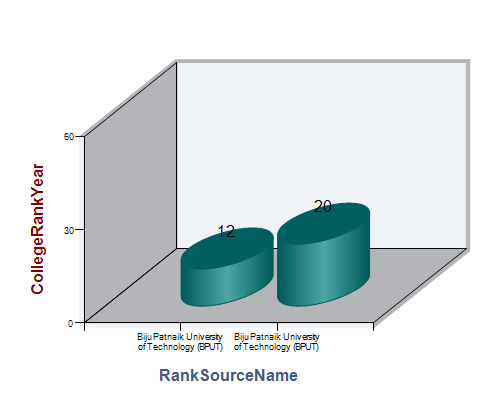 60
30
0
CollegeRankYear
12
20
Biju Patnaik University
of Technology (BPUT)
Biju Patnaik University
of Technology (BPUT)
RankSourceName